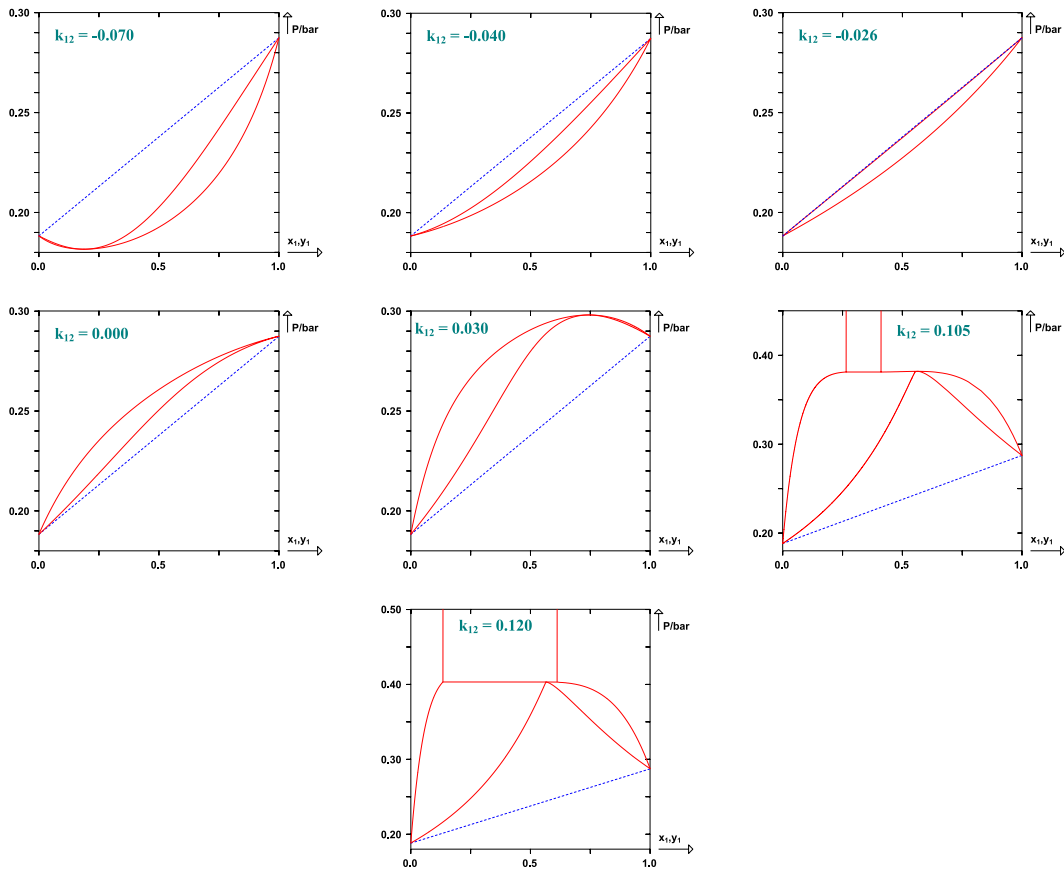 0.30
P/bar
k12 = -0.070
0.25
0.20
x1,y1
0.0
0.5
1.0
0.30
P/bar
k12 = -0.040
0.25
0.20
x1,y1
0.0
0.5
1.0
0.30
P/bar
k12 = -0.026
0.25
0.20
x1,y1
0.0
0.5
1.0
0.30
P/bar
k12 = 0.000
0.25
0.20
x1,y1
0.0
0.5
1.0
0.30
P/bar
k12 = 0.030
0.25
0.20
x1,y1
0.0
0.5
1.0
P/bar
k12 = 0.105
0.40
0.30
0.20
x1,y1
0.0
0.5
1.0
0.50
P/bar
k12 = 0.120
0.40
0.30
0.20
x1,y1
0.0
0.5
1.0